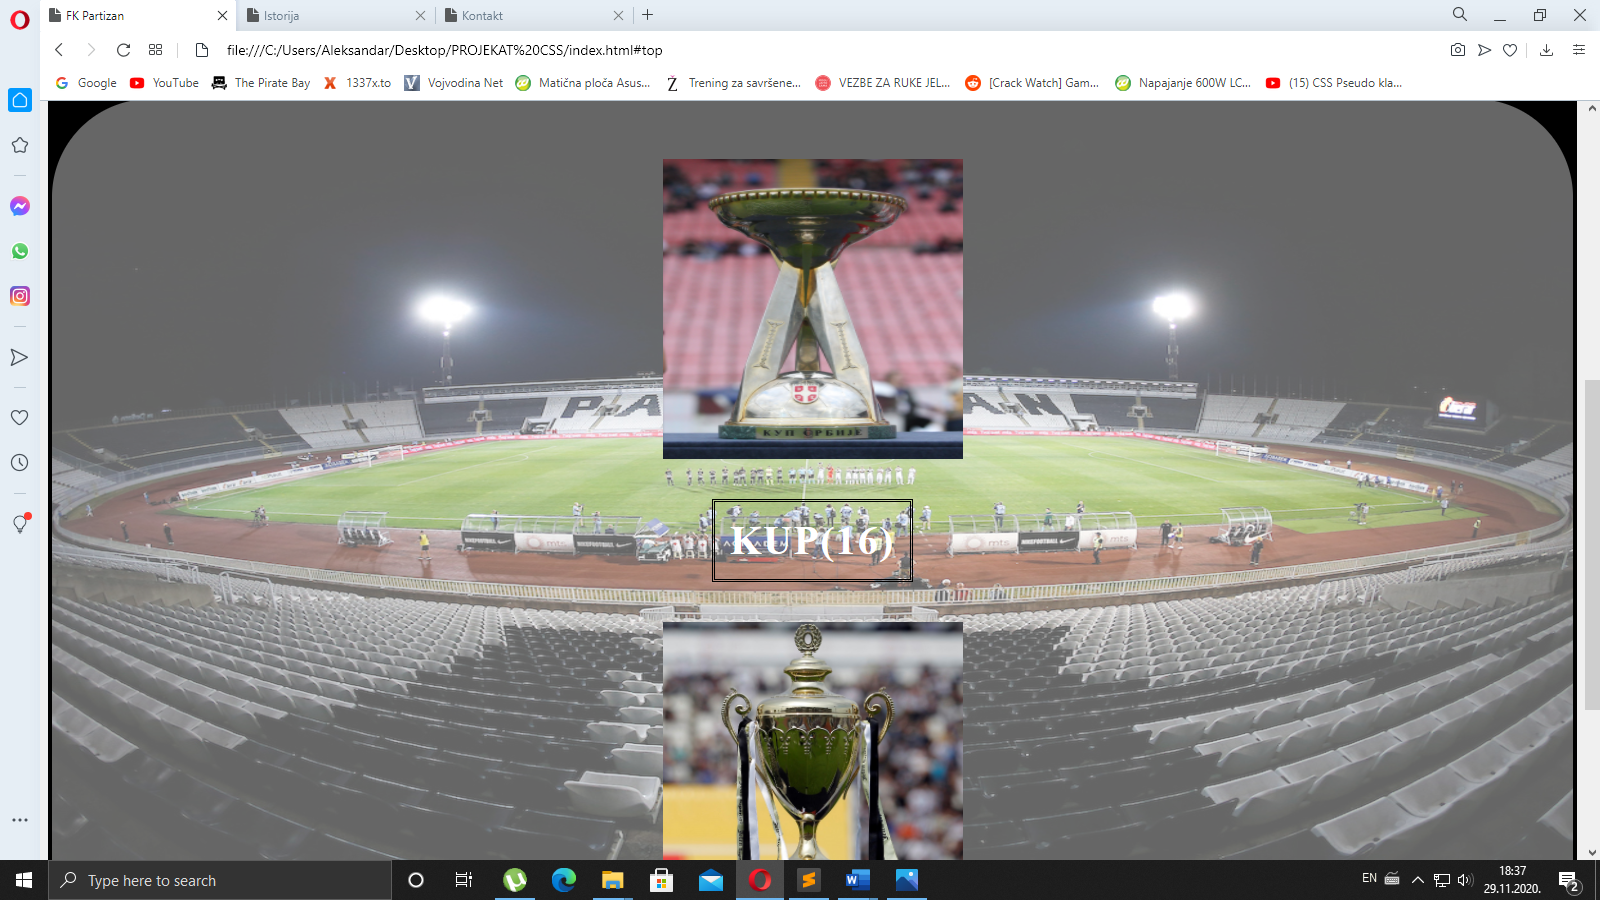 FK Partizan
Istorija
Kontakt
file:///C:/Users/Aleksandar/Desktop/PROJEKAT%20CSS/index.html#top
Google
YouTube
The Pirate Bay
1337x.to
Vojvodina Net
Matična ploča Asus...
Trening za savršene...
VEZBE ZA RUKE JEL...
[Crack Watch] Gam...
Napajanje 600W LC...
(15) CSS Pseudo kla...
PA
AN
КУП СРБИЈЕ
mts
KUP(16)
Type here to search
EN
18:37
29.11.2020.
2